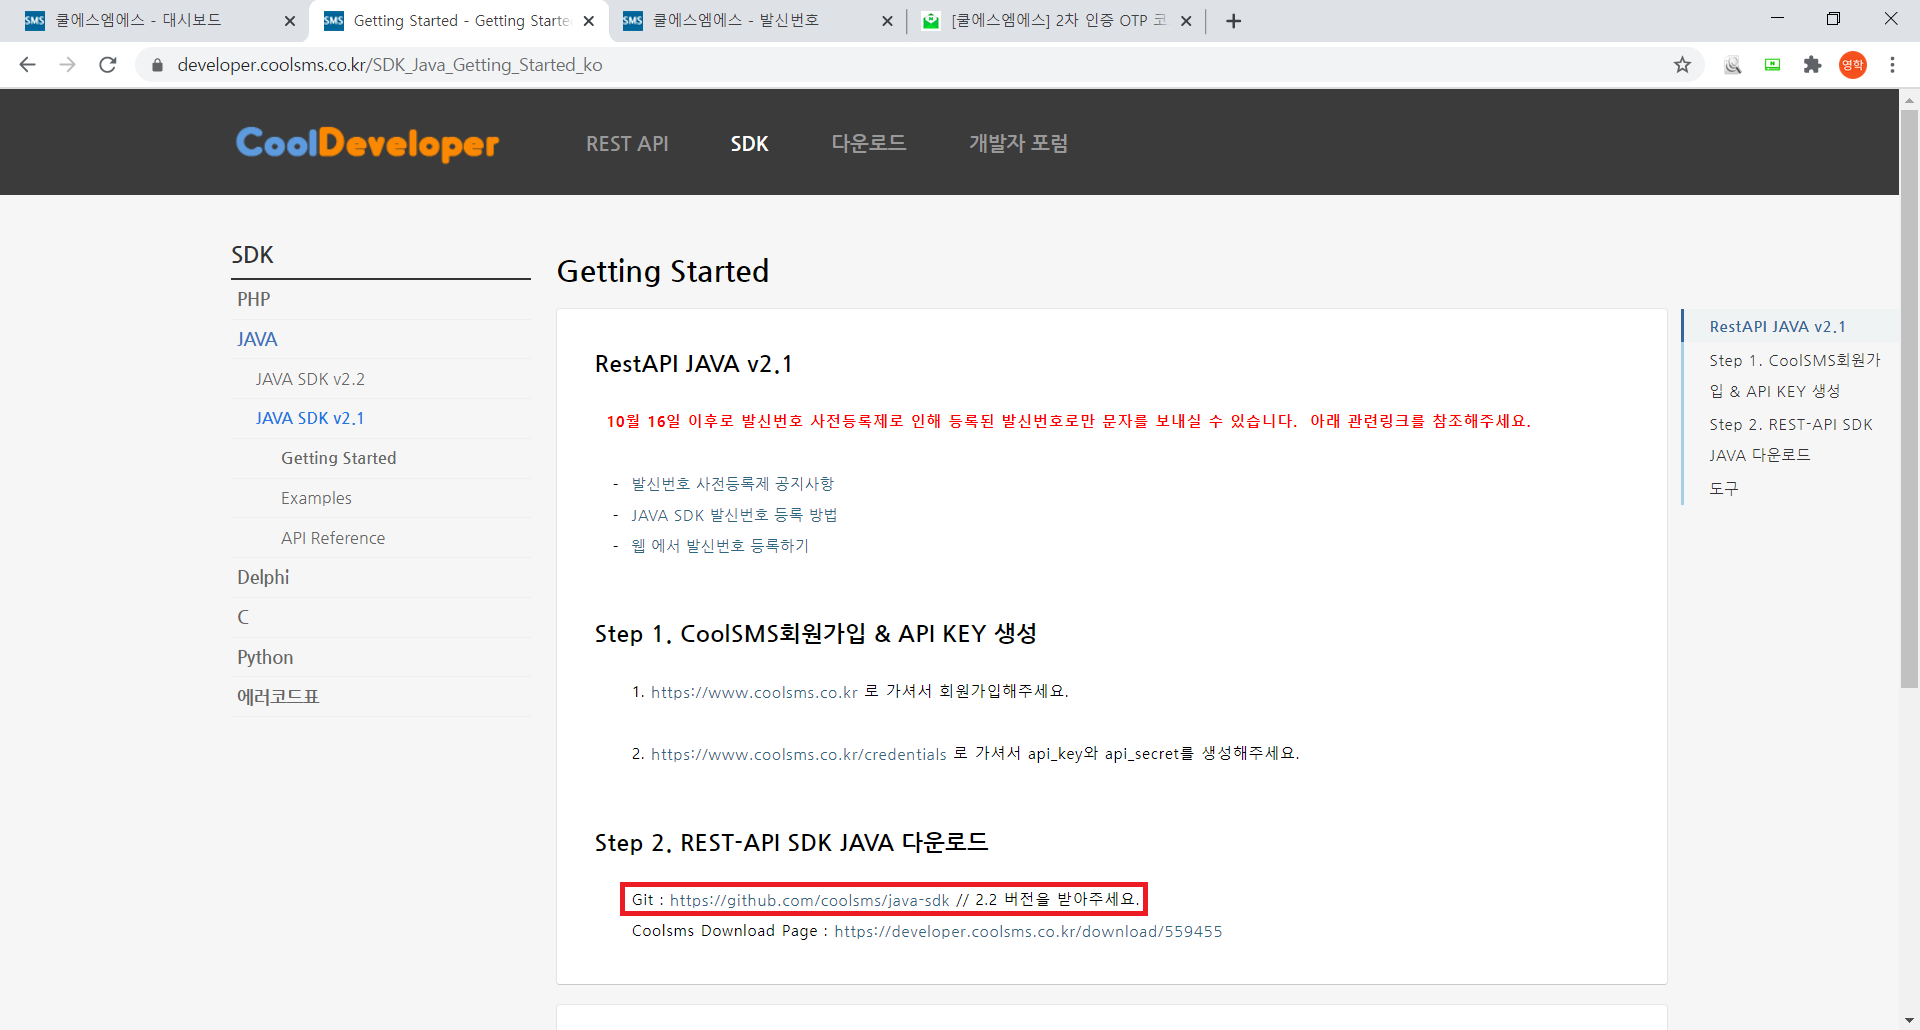 쿨에스엠에스 - 대시보드
Getting Started - Getting Starte
쿨에스엠에스 - 발신번호
[쿨에스엠에스] 2차 인증 OTP 코
developer.coolsms.co.kr/SDK_Java_Getting_Started_ko
영학
CoolDeveloper
REST API
SDK
다운로드
개발자 포럼
SDK
PHP
JAVA
JAVA SDK v2.2
JAVA SDK v2.1
Getting Started
Examples
API Reference
Delphi
C
Python
에러코드표
Getting Started
RestAPI JAVA v2.1
10월 16일 이후로 발신번호 사전등록제로 인해 등록된 발신번호로만 문자를 보내실 수 있습니다. 아래 관련링크를 참조해주세요.
- 발신번호 사전등록제 공지사항
- JAVA SDK 발신번호 등록 방법
- 웹 에서 발신번호 등록하기
Step 1. CoolSMS회원가입 & API KEY 생성
1. https://www.coolsms.co.kr 로 가셔서 회원가입해주세요.
2. https://www.coolsms.co.kr/credentials 로 가셔서 api_key와 api_secret를 생성해주세요.
Step 2. REST-API SDK JAVA 다운로드
Git : https://github.com/coolsms/java-sdk // 2.2 버전을 받아주세요.
Coolsms Download Page : https://developer.coolsms.co.kr/download/559455
RestAPI JAVA v2.1
Step 1. CoolSMS회원가
입 & API KEY 생성
Step 2. REST-API SDK
JAVA 다운로드
도구